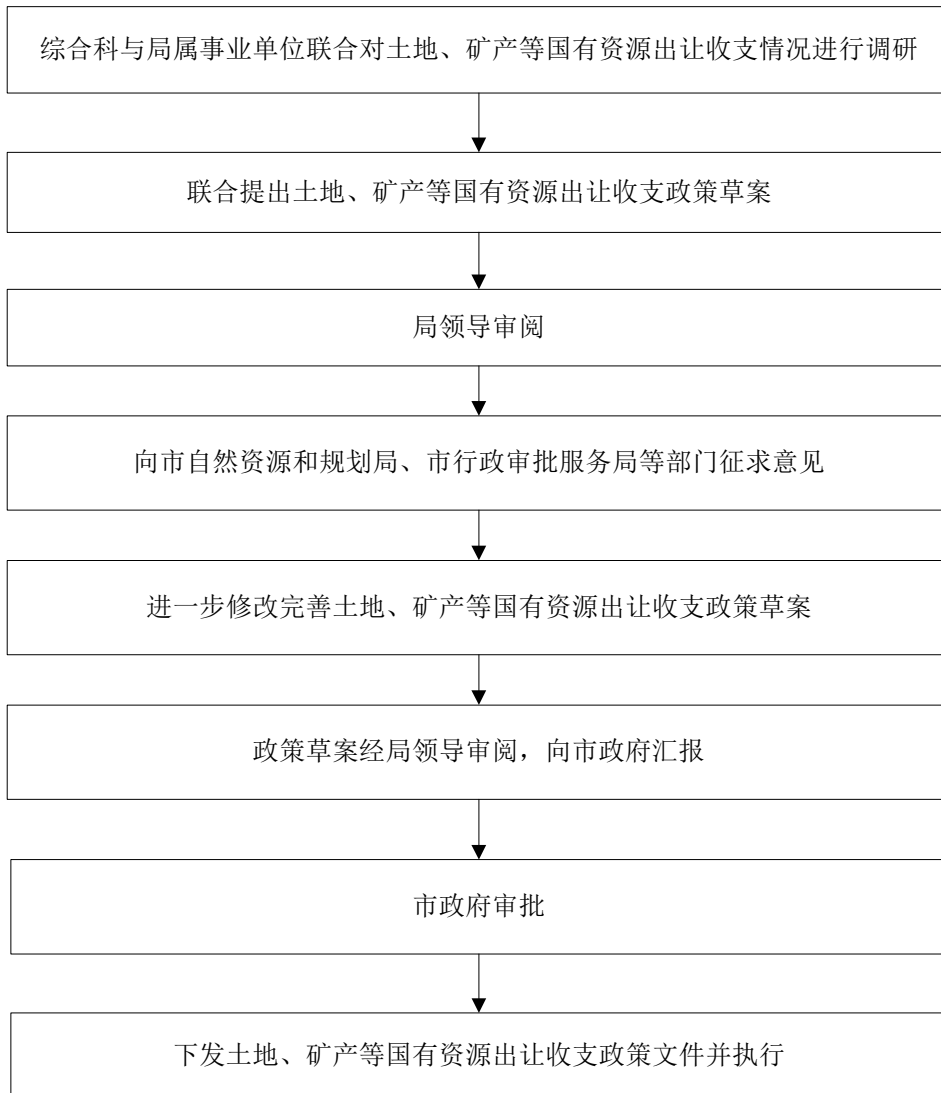 综合科与局属事业单位联合对土地、矿产等国有资源出让收支情况进行调研
联合提出土地、矿产等国有资源出让收支政策草案
局领导审阅
向市自然资源和规划局、市行政审批服务局等部门征求意见
进一步修改完善土地、矿产等国有资源出让收支政策草案
政策草案经局领导审阅，向市政府汇报
市政府审批
下发土地、矿产等国有资源出让收支政策文件并执行